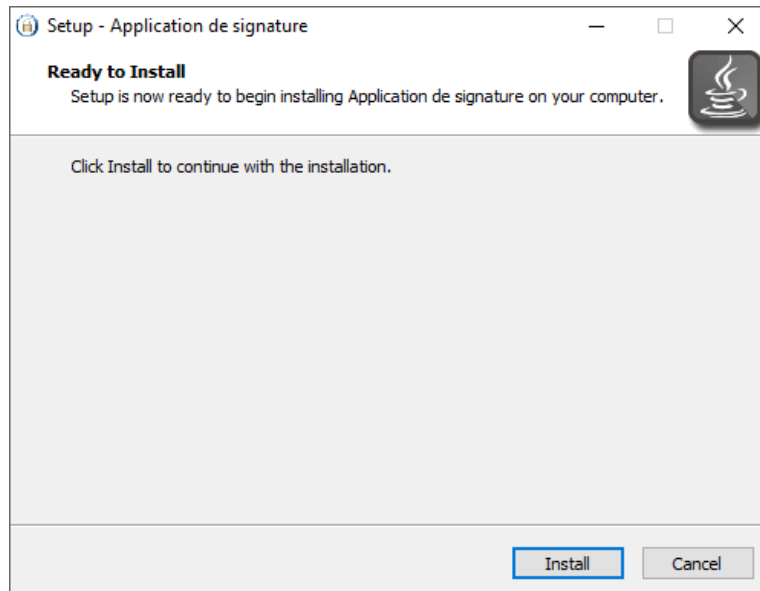 Setup - Application de signature
Ready to Install
Setup is now ready to begin installing Application de signature on your computer.
Click Install to continue with the installation.
Install
Cancel